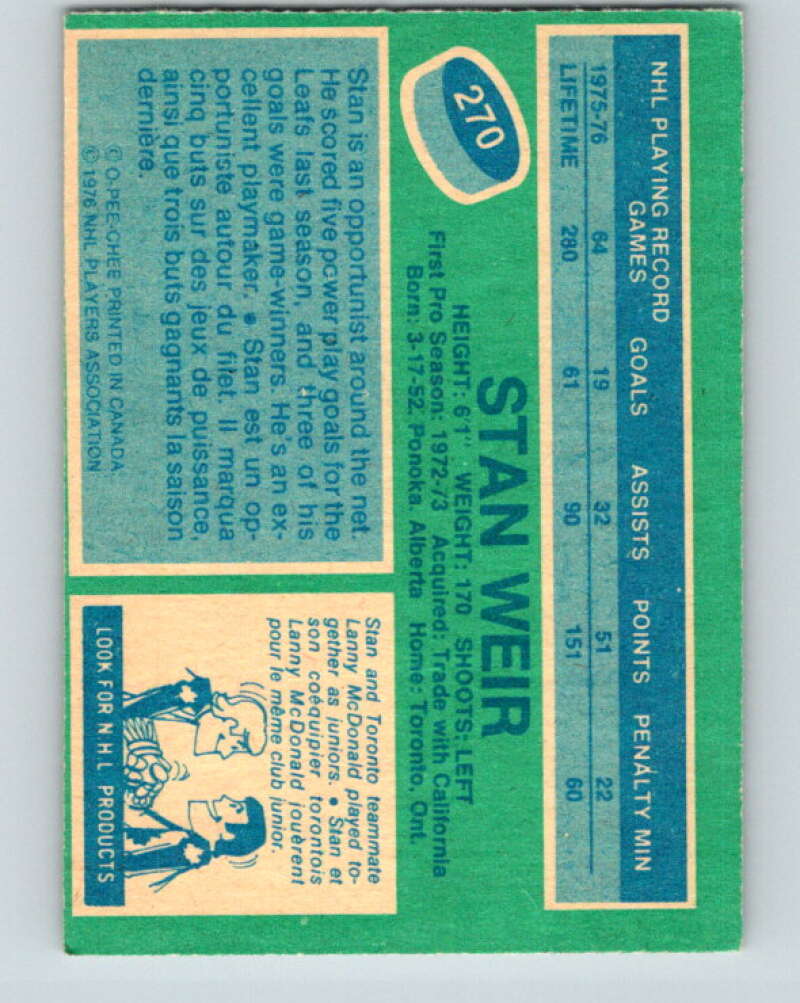 NHL PLAYING RECORD
GAMES GOALS ASSISTS POINTS PENALTY MIN
1975-76 64 19 32 51 22
LIFETIME 280 61 90 151 60
270
STAN WEIR
HEIGHT: 6'1" WEIGHT: 170 SHOOTS: LEFT
First Pro Season: 1972-73 Acquired: Trade with California
Born: 3-17-52, Ponoka, Alberta Home: Toronto, Ont.
Stan is an opportunist around the net.
He scored five power play goals for the
Leafs last season, and three of his
goals were game-winners. He's an ex-
cellent playmaker. • Stan est un op-
portuniste autour du filet. Il marqua
cinq buts sur des jeux de puissance,
ainsi que trois buts gagnants la saison
dernière.
© O-PEE-CHEE PRINTED IN CANADA.
© 1976 NHL PLAYERS ASSOCIATION
Stan and Toronto teammate
Lanny McDonald played to-
gether as juniors. • Stan et
son coéquipier torontois
Lanny McDonald jouèrent
pour le même club junior.
LOOK FOR NHL PRODUCTS